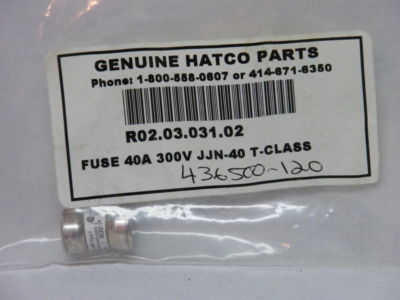 GENUINE HATCO PARTS
Phone: 1-800-558-0607 or 414-671-6350
R02.03.031.02
FUSE 40A 300V JJN-40 T-CLASS
436500-120